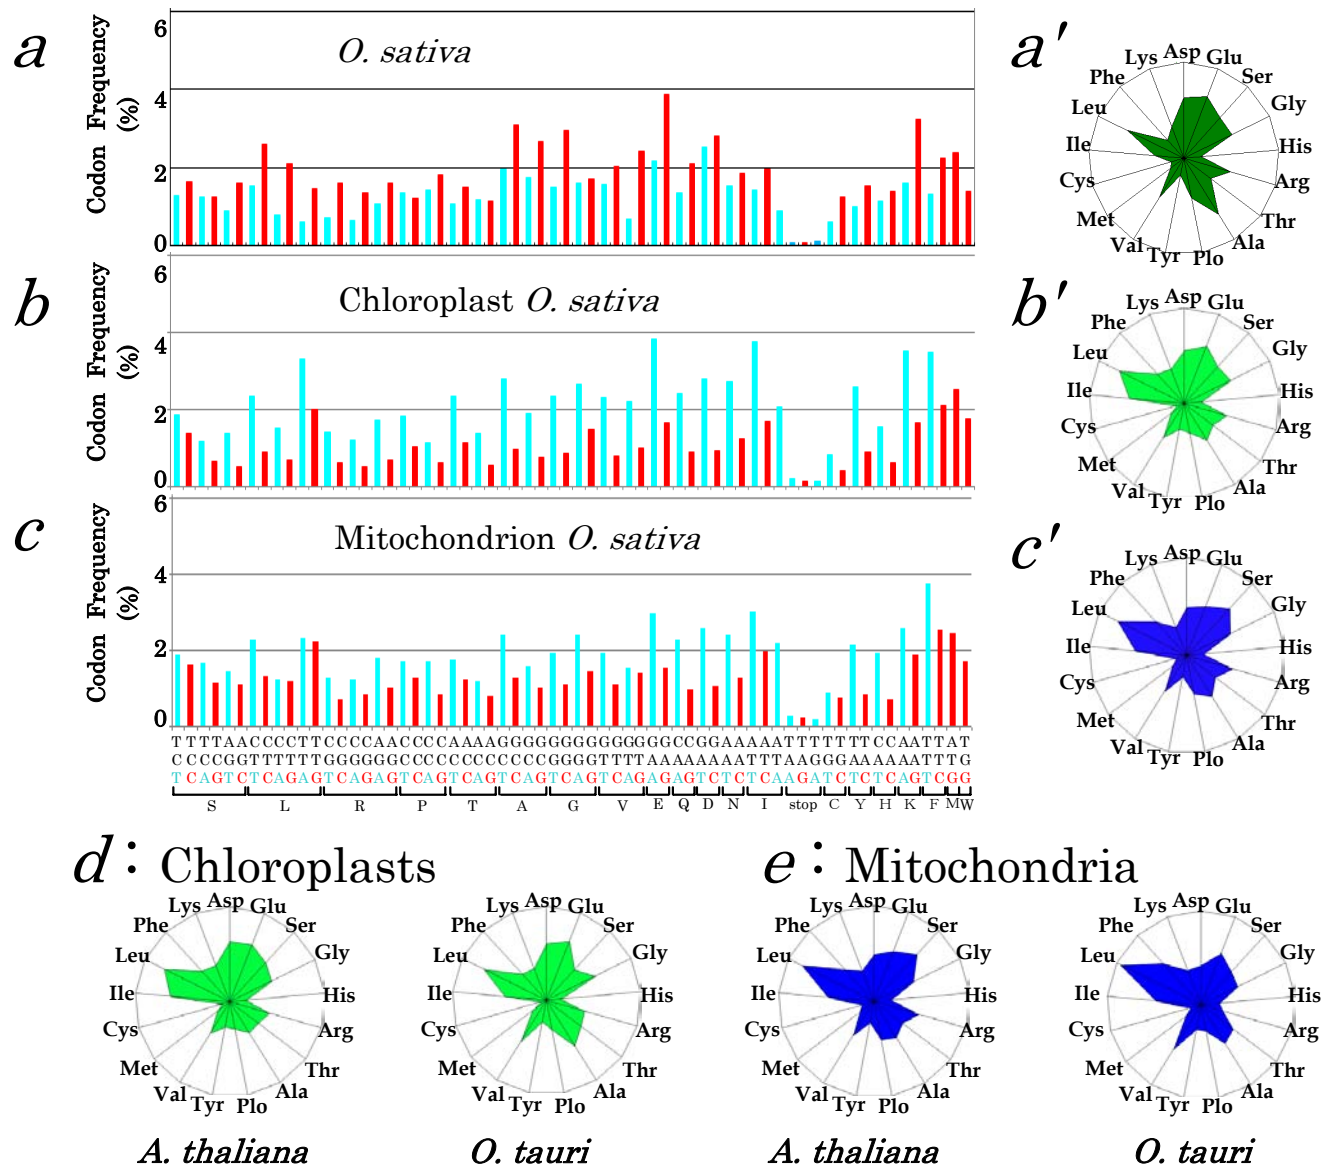 a
O. sativa
Codon Frequency
(%)
6
4
2
0
a'
Asp
Glu
Ser
Gly
His
Arg
Thr
Ala
Plo
Tyr
Val
Met
Cys
Ile
Leu
Phe
Lys
b
Chloroplast O. sativa
Codon Frequency
(%)
6
4
2
0
b'
Asp
Glu
Ser
Gly
His
Arg
Thr
Ala
Plo
Tyr
Val
Met
Cys
Ile
Leu
Phe
Lys
c
Mitochondrion O. sativa
Codon Frequency
(%)
6
4
2
0
c'
Asp
Glu
Ser
Gly
His
Arg
Thr
Ala
Plo
Tyr
Val
Met
Cys
Ile
Leu
Phe
Lys
TTTTAACCCCTTCCCCAACCCCAAAAGGGGGGGGGGGGGGCCGGAAAAATTTTTTTCCAATTAT
CCCCGGTTTTTTGGGGGGCCCCCCCCCCCCGGGGTTTTAAAAAAAATTTAAGGGAAAAAATTTG
TCAGTCTCAGAGTCAGAGTCAGTCAGTCAGTCAGTCAGAGAGTCTCTCAAGATCTCTCAGTCGG
S L R P T A G V E Q D N I stop C Y H K F M W
d : Chloroplasts
Asp
Glu
Ser
Gly
His
Arg
Thr
Ala
Plo
Tyr
Val
Met
Cys
Ile
Leu
Phe
Lys
A. thaliana
Asp
Glu
Ser
Gly
His
Arg
Thr
Ala
Plo
Tyr
Val
Met
Cys
Ile
Leu
Phe
Lys
O. tauri
e : Mitochondria
Asp
Glu
Ser
Gly
His
Arg
Thr
Ala
Plo
Tyr
Val
Met
Cys
Ile
Leu
Phe
Lys
A. thaliana
Asp
Glu
Ser
Gly
His
Arg
Thr
Ala
Plo
Tyr
Val
Met
Cys
Ile
Leu
Phe
Lys
O. tauri